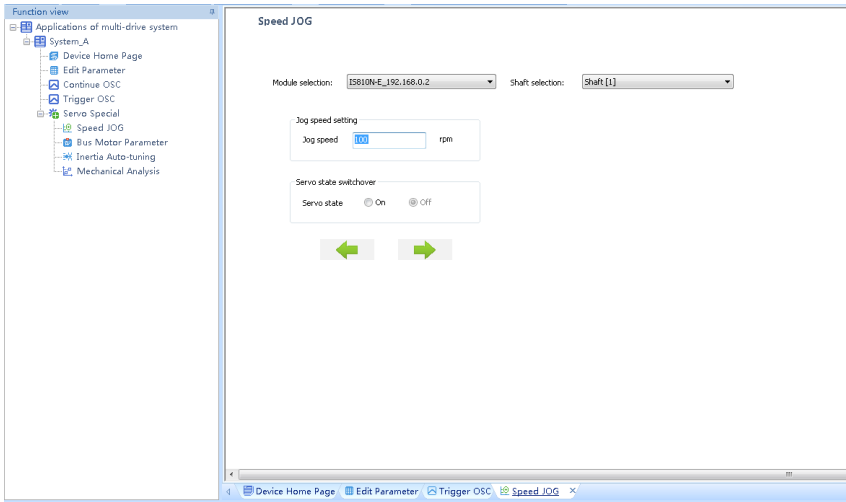 Function view
Applications of multi-drive system
System_A
Device Home Page
Edit Parameter
Continue OSC
Trigger OSC
Servo Special
Speed JOG
Bus Motor Parameter
Inertia Auto-tuning
Mechanical Analysis
Speed JOG
Module selection: IS810N-E_192.168.0.2 Shaft selection: Shaft [1]
Jog speed setting
Jog speed 100 rpm
Servo state switchover
Servo state On Off
Device Home Page Edit Parameter Trigger OSC Speed JOG